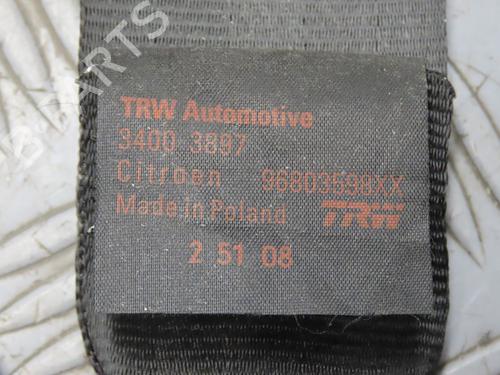 TRW Automotive
3400 3897
Citroen 96803598XX
Made in Poland TRW
2 51 08